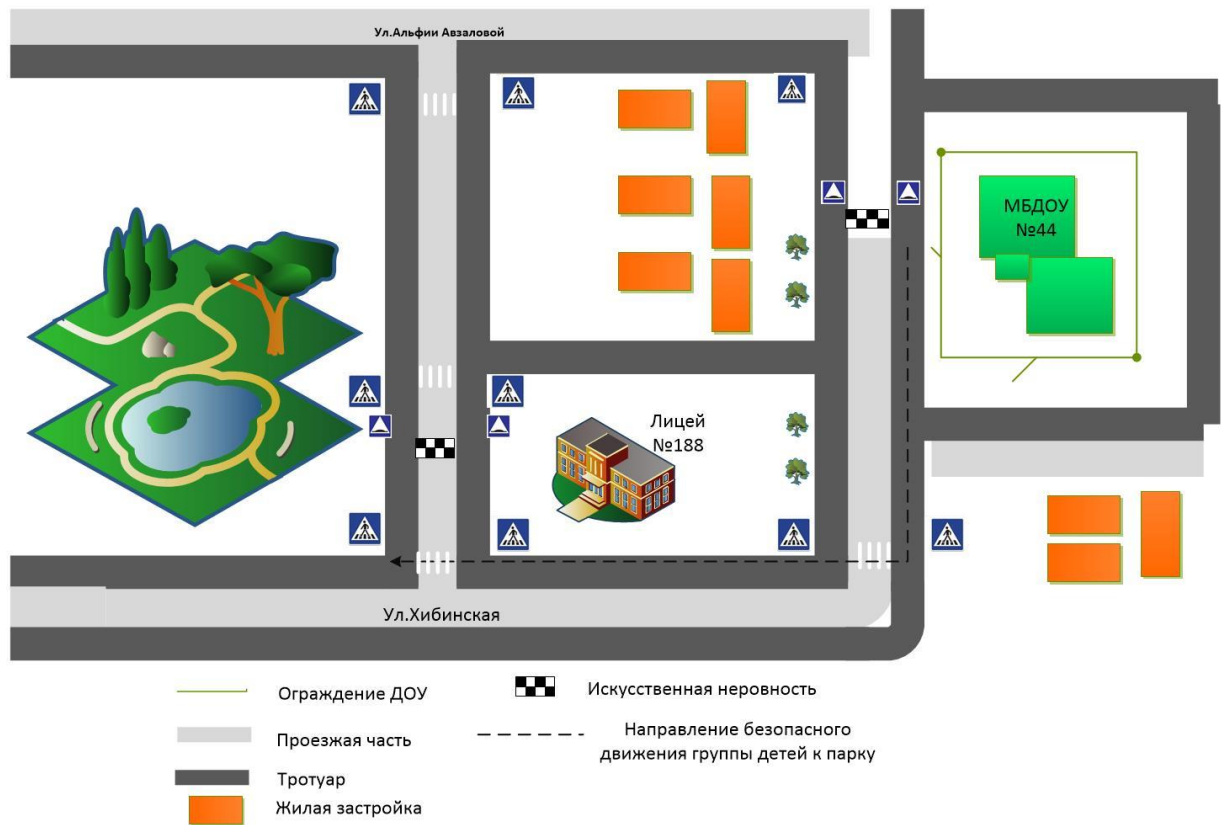 Ул.Альфии Авзаловой
МБДОУ
№44
Лицей
№188
Ул.Хибинская
Ограждение ДОУ
Искусственная неровность
Проезжая часть
Направление безопасного
движения группы детей к парку
Тротуар
Жилая застройка